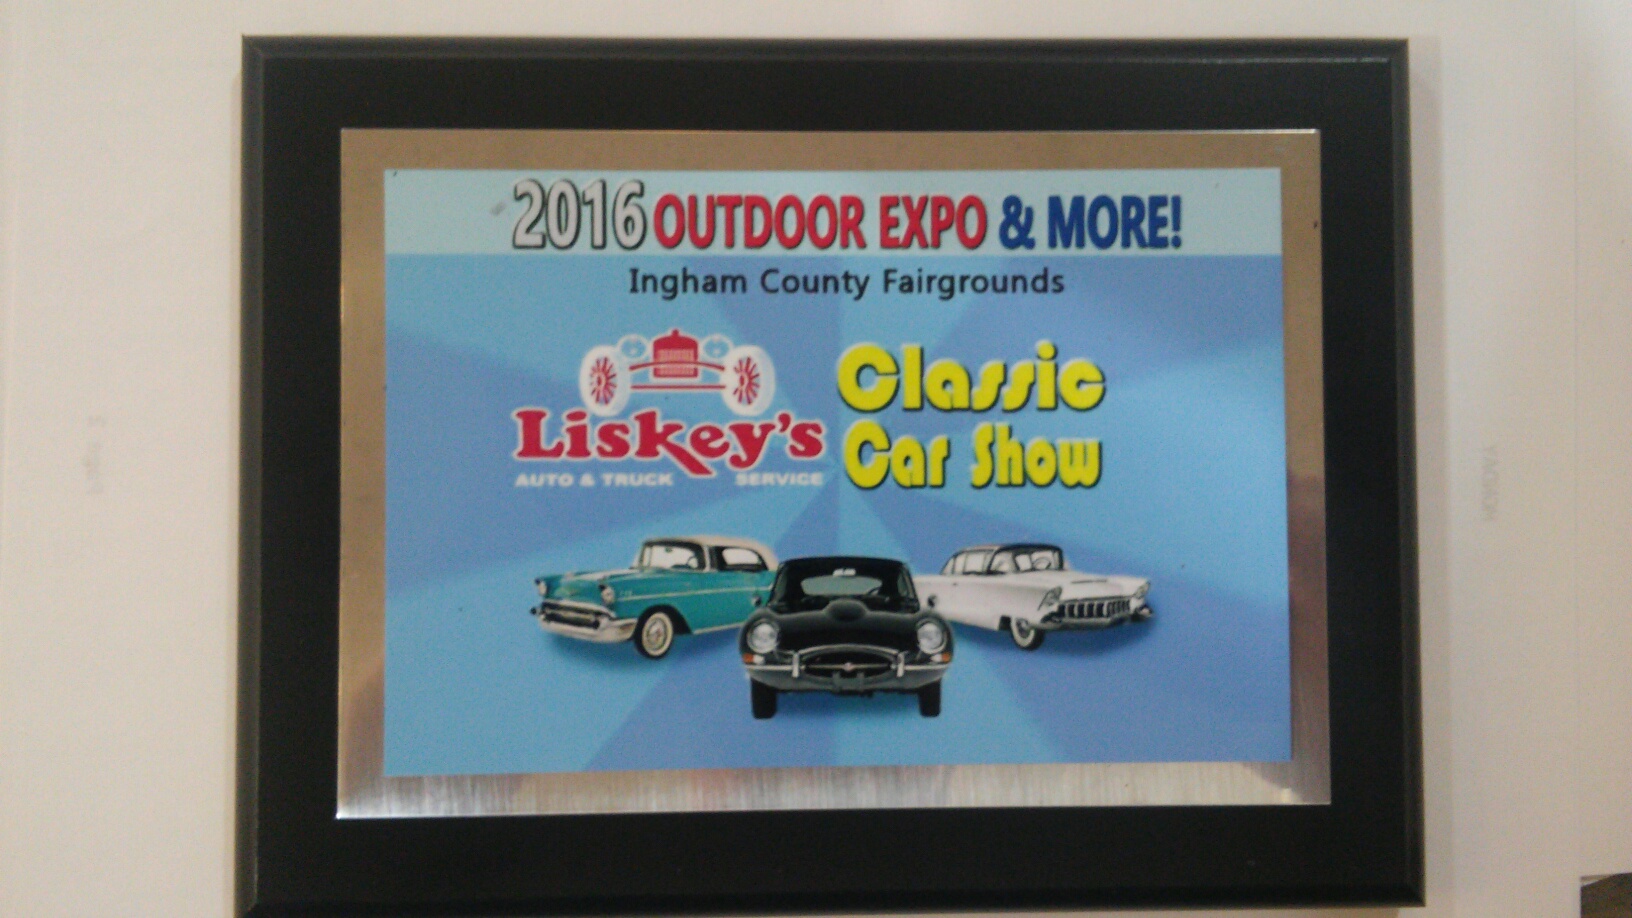 2016 OUTDOOR EXPO & MORE!
Ingham County Fairgrounds
Liskey's
AUTO & TRUCK SERVICE
Classic
Car Show